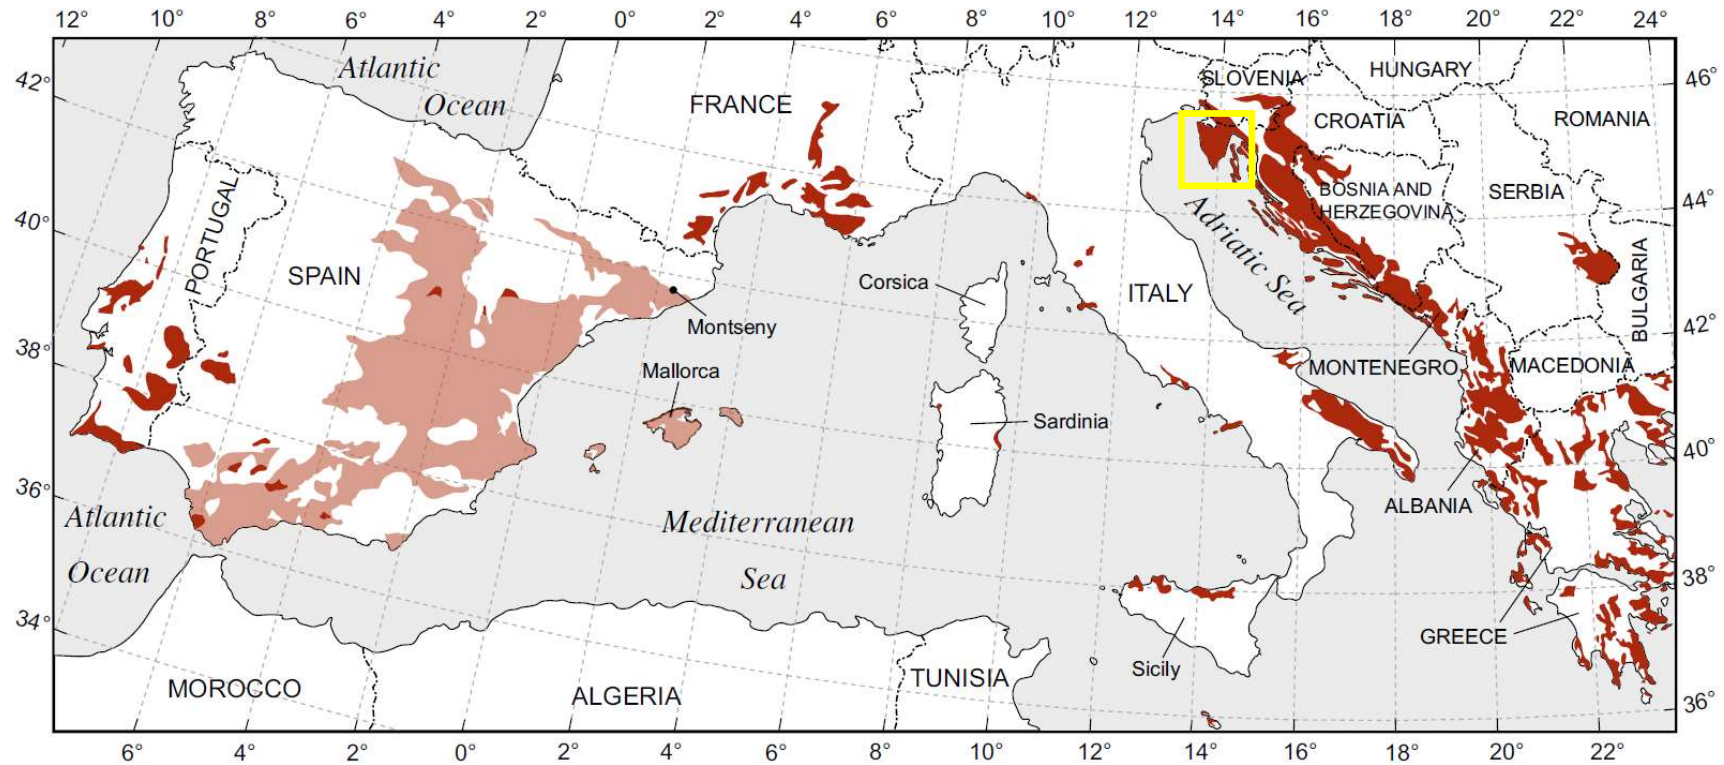 12° 10° 8° 6° 4° 2° 0° 2° 4° 6° 8° 10° 12° 14° 16° 18° 20° 22° 24°
42°
40°
38°
36°
34°
46°
44°
42°
40°
38°
36°
Atlantic
Ocean
FRANCE
SLOVENIA
HUNGARY
CROATIA
ROMANIA
BOSNIA AND
HERZEGOVINA
SERBIA
PORTUGAL
SPAIN
Adriatic Sea
BULGARIA
Corsica
ITALY
Montseny
MONTENEGRO
MACEDONIA
Mallorca
Sardinia
ALBANIA
Atlantic
Ocean
Mediterranean
Sea
GREECE
Sicily
MOROCCO
ALGERIA
TUNISIA
6° 4° 2° 0° 2° 4° 6° 8° 10° 12° 14° 16° 18° 20° 22°